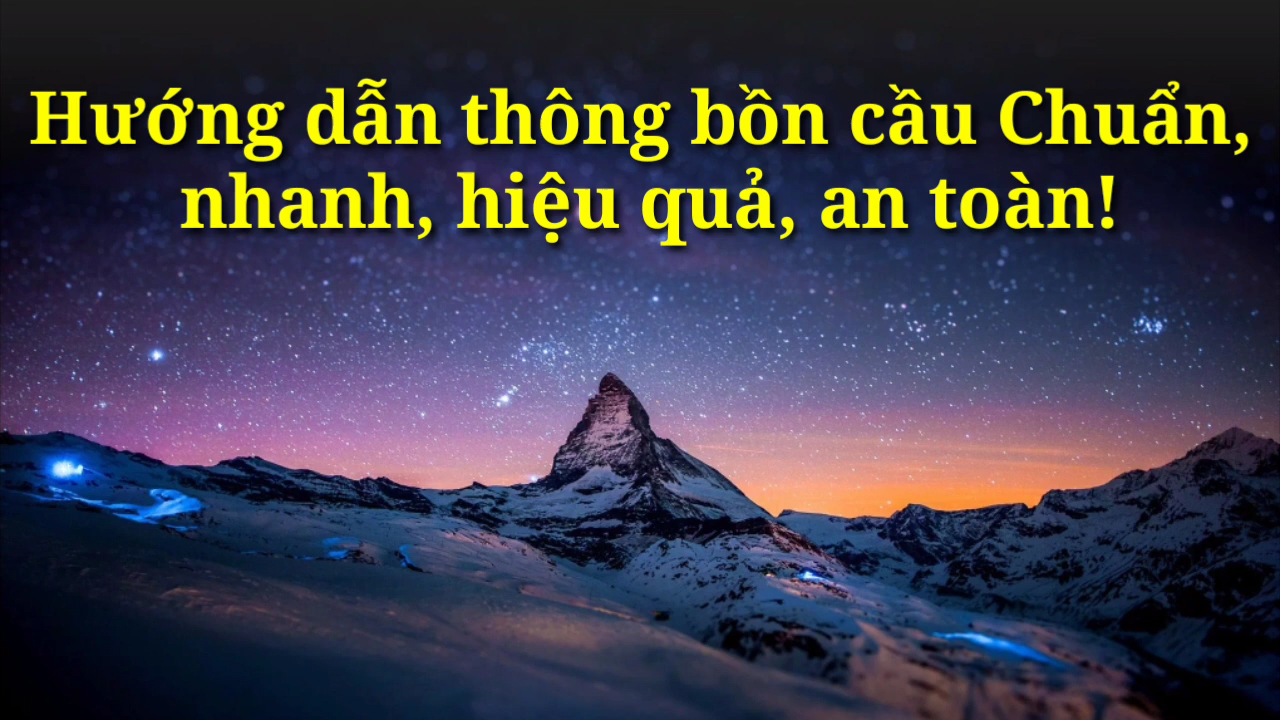 Hướng dẫn thông bồn cầu Chuẩn,
nhanh, hiệu quả, an toàn!